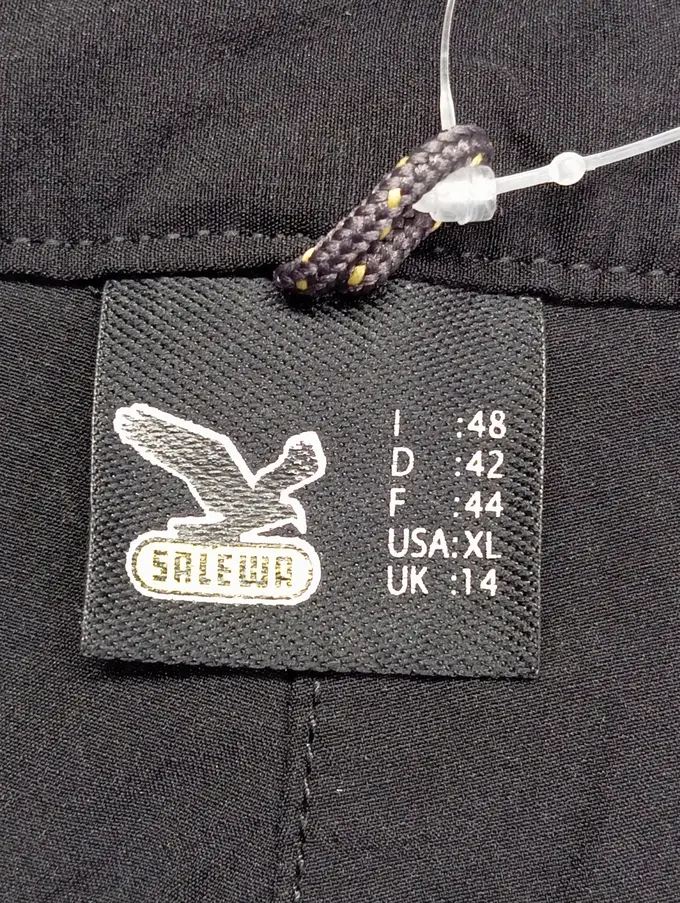 I :48
D :42
F :44
USA:XL
UK :14
SALEWA